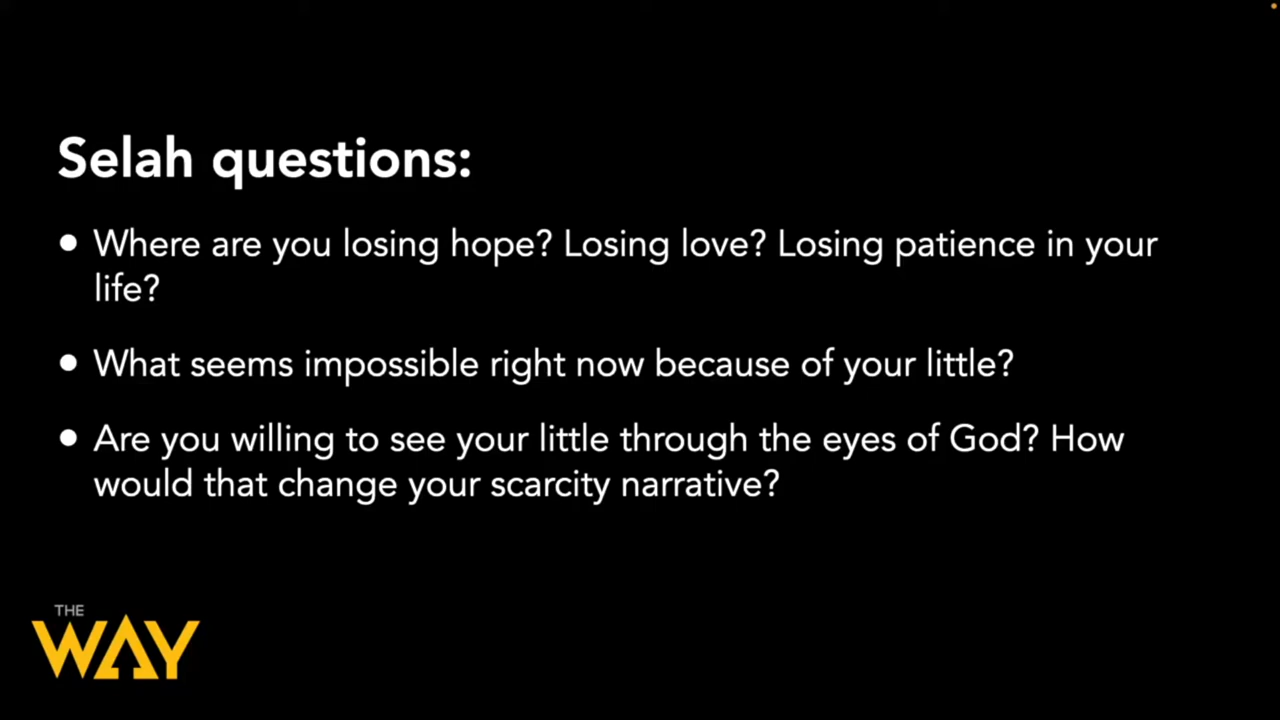 Selah questions:
• Where are you losing hope? Losing love? Losing patience in your
life?
• What seems impossible right now because of your little?
• Are you willing to see your little through the eyes of God? How
would that change your scarcity narrative?
THE
WAY